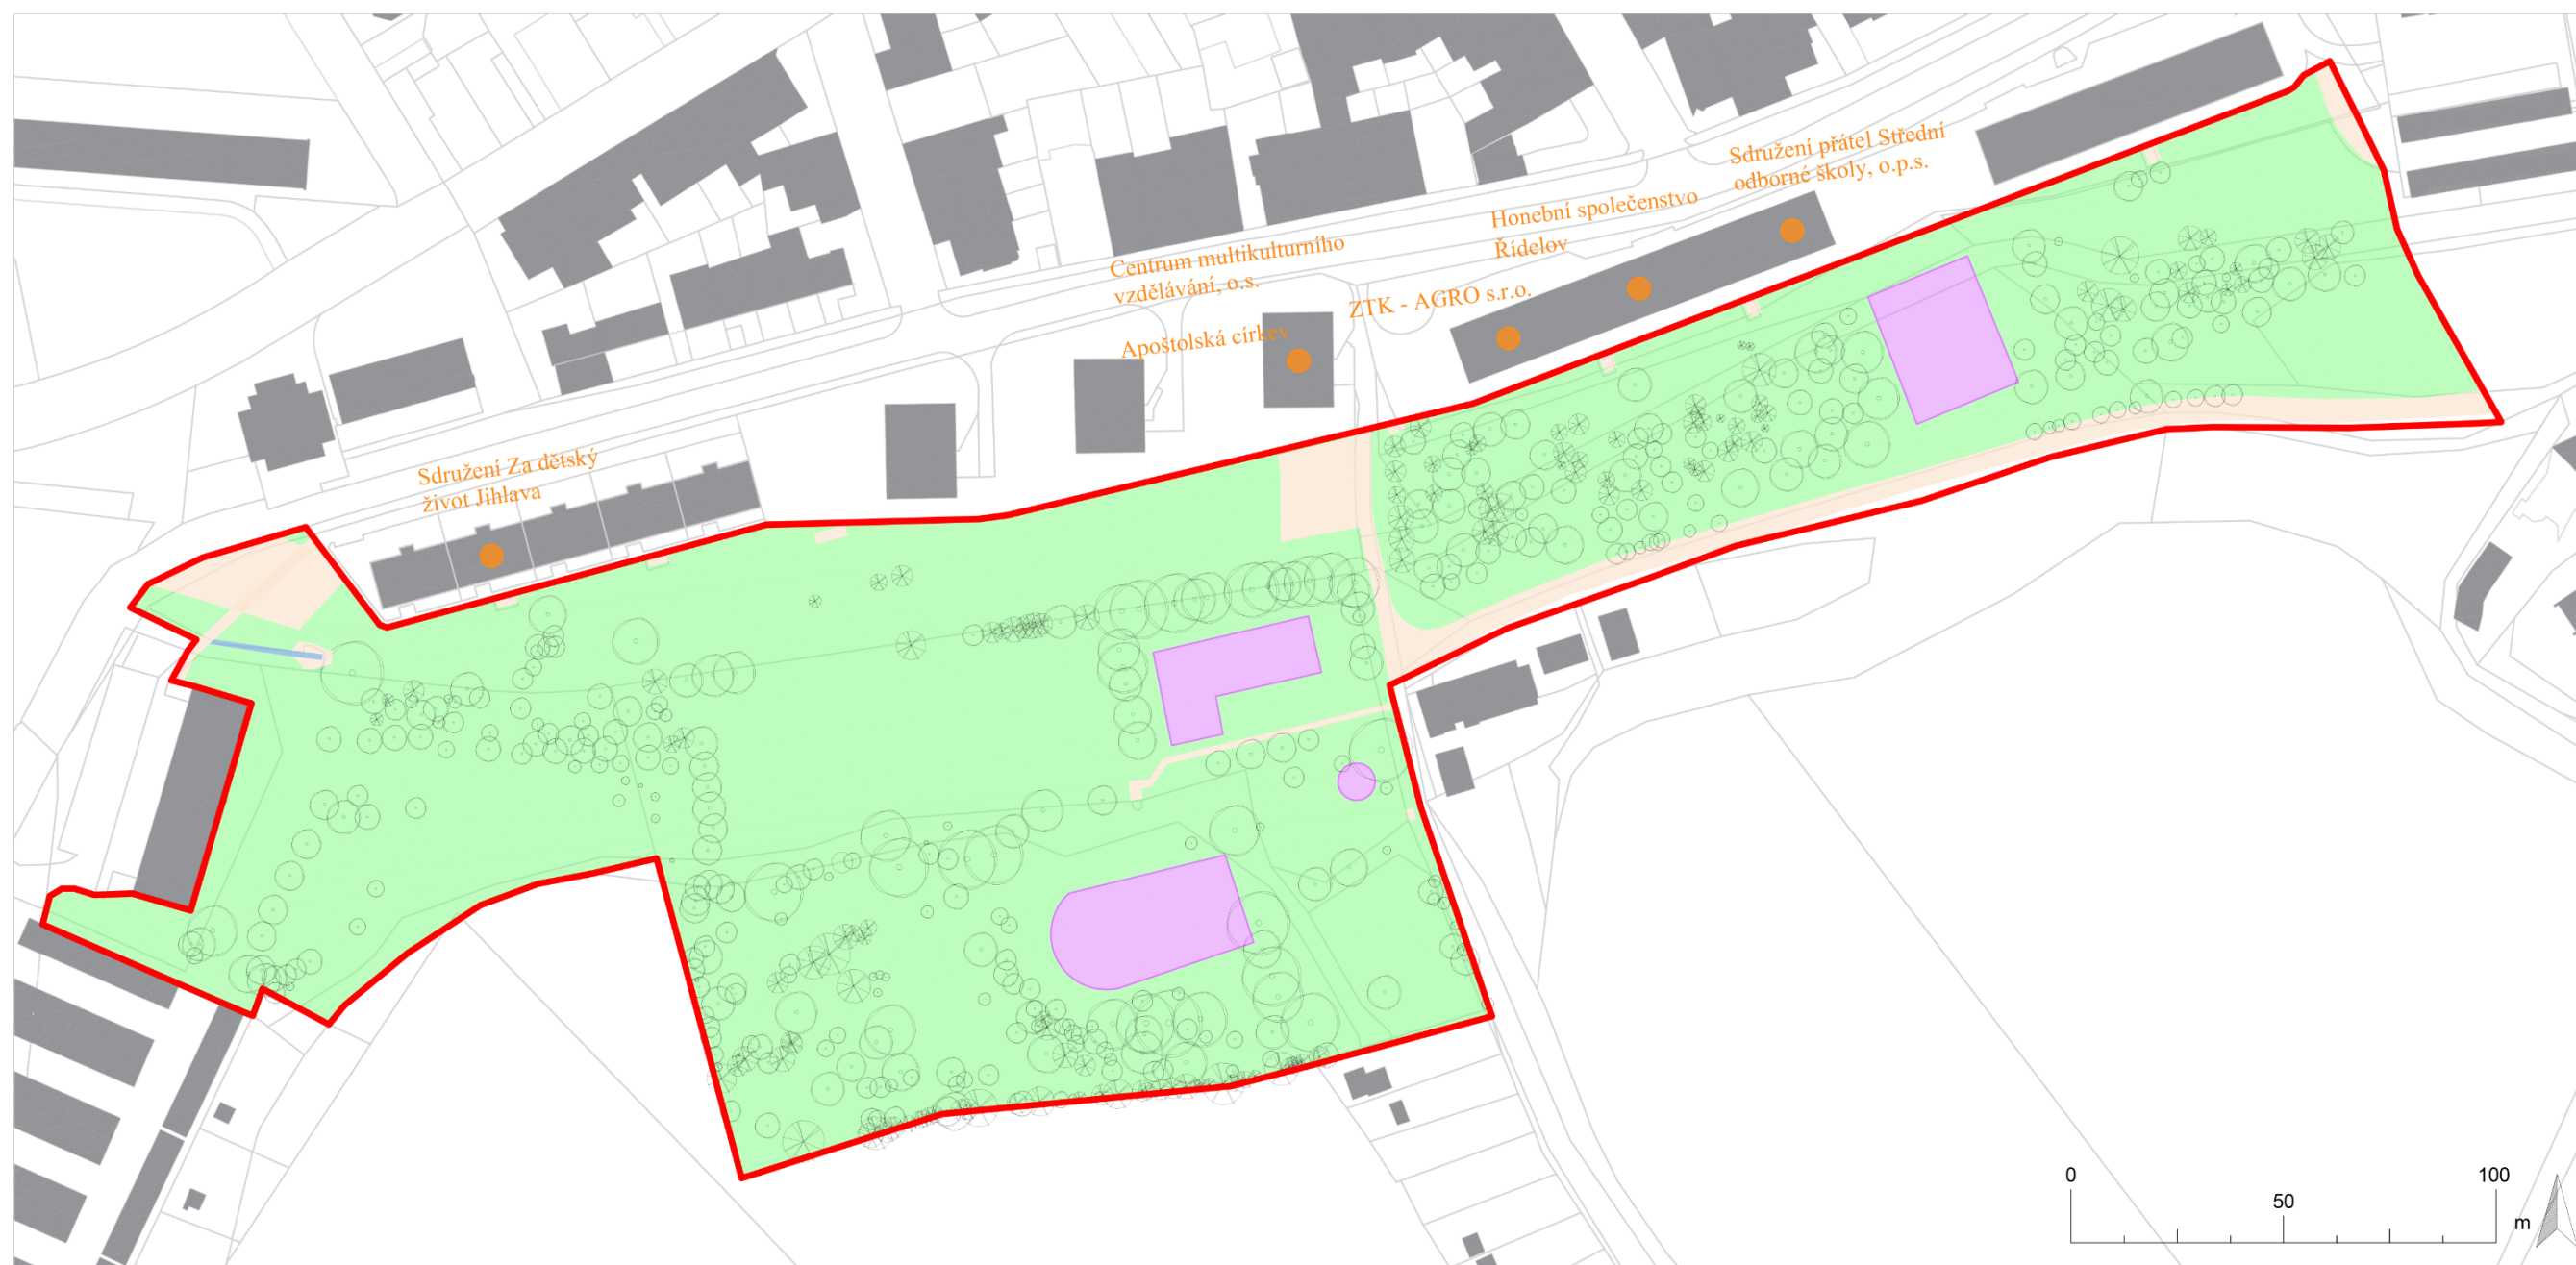 Sdružení přátel Střední
odborné školy, o.p.s.
Honební společenstvo
Řídelov
Centrum multikulturního
vzdělávání, o.s.
ZTK - AGRO s.r.o.
Apoštolská církev
Sdružení Za dětský
život Jihlava
0
50
100
m